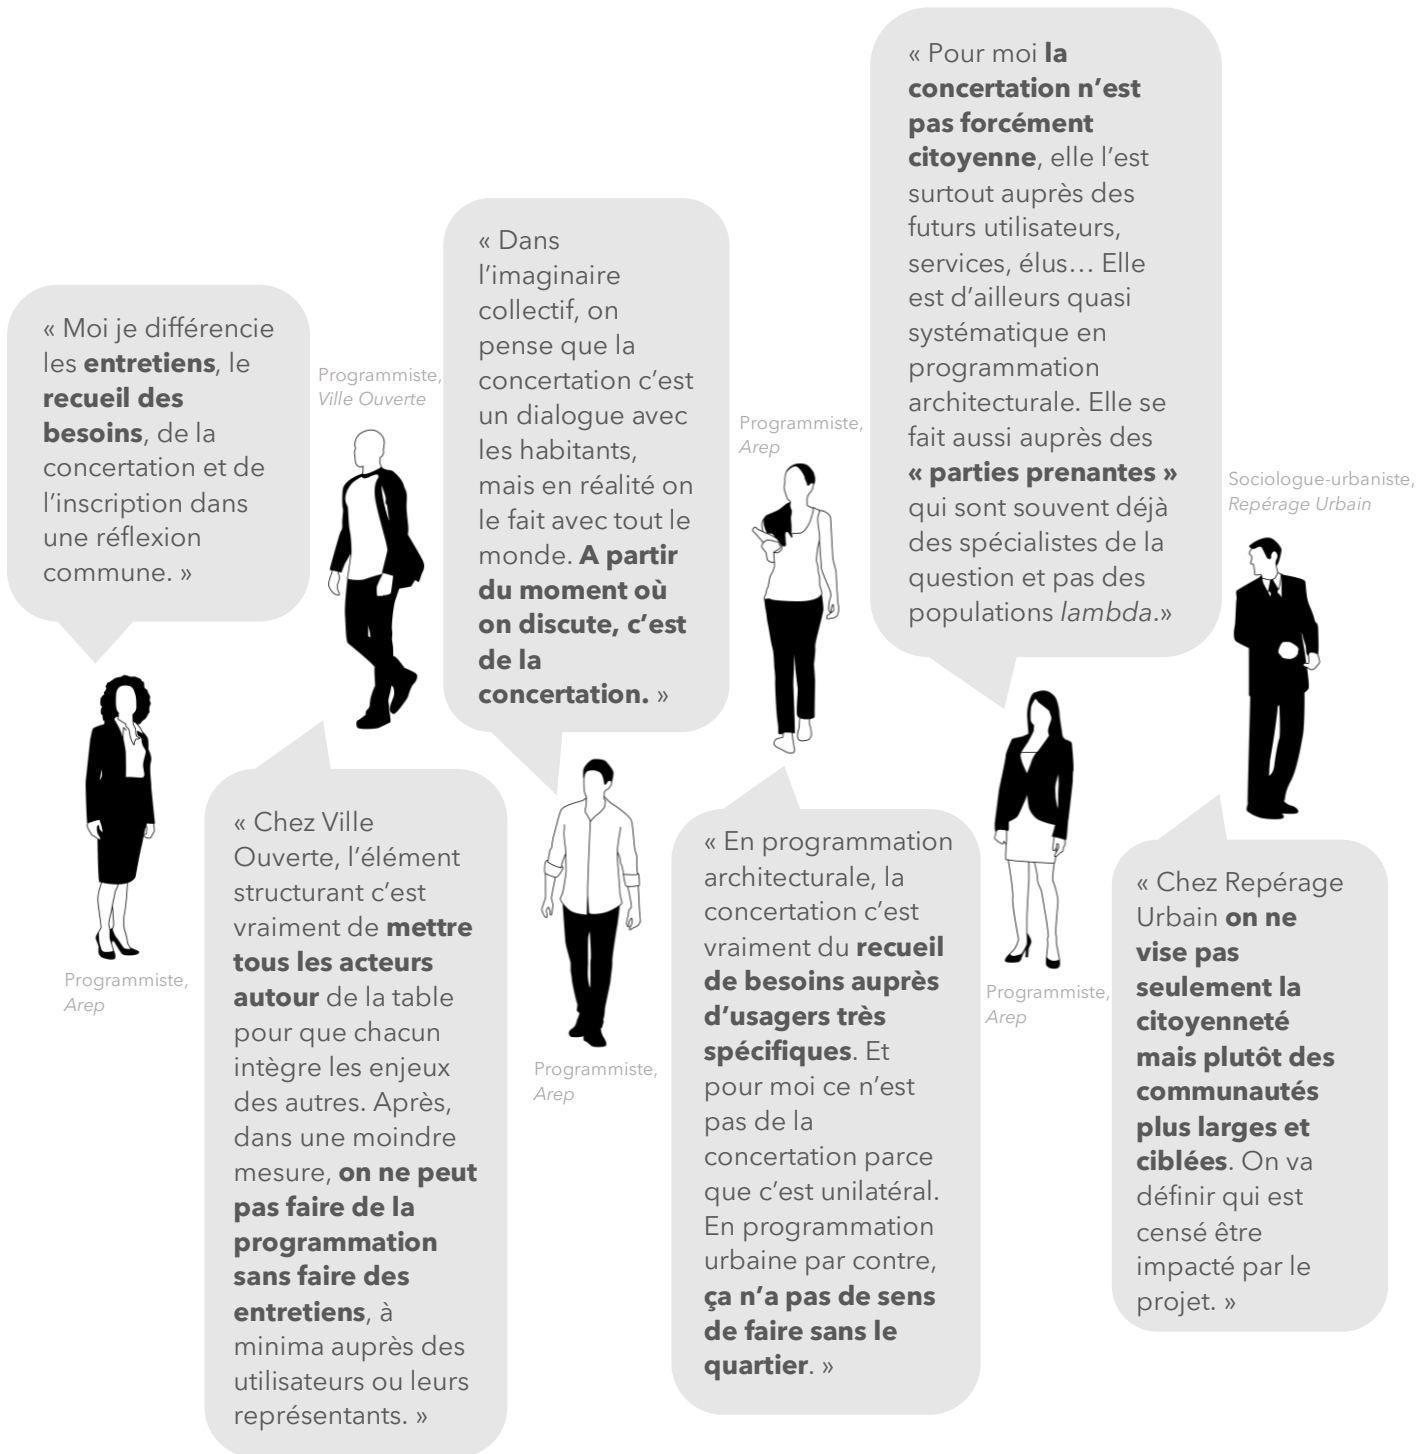 « Moi je différencie
les entretiens, le
recueil des
besoins, de la
concertation et de
l’inscription dans
une réflexion
commune. »
Programmiste,
Arep
Programmiste,
Ville Ouverte
« Chez Ville
Ouverte, l’élément
structurant c’est
vraiment de mettre
tous les acteurs
autour de la table
pour que chacun
intègre les enjeux
des autres. Après,
dans une moindre
mesure, on ne peut
pas faire de la
programmation
sans faire des
entretiens, à
minima auprès des
utilisateurs ou leurs
représentants. »
« Dans
l’imaginaire
collectif, on
pense que la
concertation c’est
un dialogue avec
les habitants,
mais en réalité on
le fait avec tout le
monde. A partir
du moment où
on discute, c’est
de la
concertation. »
Programmiste,
Arep
Programmiste,
Arep
« En programmation
architecturale, la
concertation c’est
vraiment du recueil
de besoins auprès
d’usagers très
spécifiques. Et
pour moi ce n’est
pas de la
concertation parce
que c’est unilatéral.
En programmation
urbaine par contre,
ça n’a pas de sens
de faire sans le
quartier. »
« Pour moi la
concertation n’est
pas forcément
citoyenne, elle l’est
surtout auprès des
futurs utilisateurs,
services, élus… Elle
est d’ailleurs quasi
systématique en
programmation
architecturale. Elle se
fait aussi auprès des
« parties prenantes »
qui sont souvent déjà
des spécialistes de la
question et pas des
populations lambda.»
Programmiste,
Arep
Sociologue-urbaniste,
Repérage Urbain
« Chez Repérage
Urbain on ne
vise pas
seulement la
citoyenneté
mais plutôt des
communautés
plus larges et
ciblées. On va
définir qui est
censé être
impacté par le
projet. »